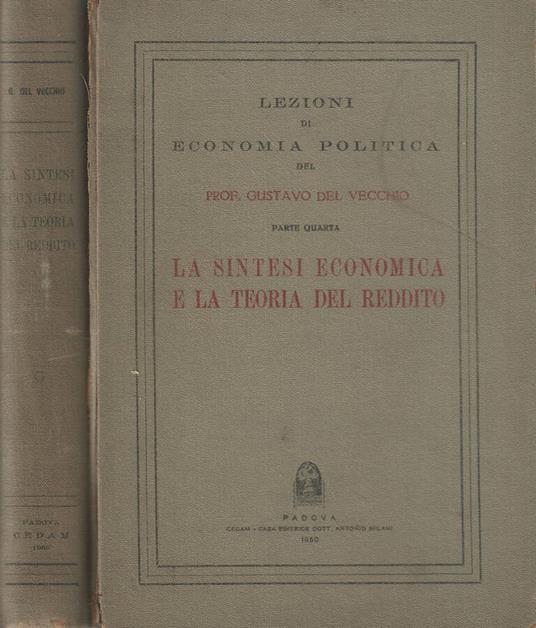 G. DEL VECCHIO
LA SINTESI
ECONOMICA
E LA TEORIA
DEL REDDITO
PADOVA
CEDAM
1950
LEZIONI
DI
ECONOMIA POLITICA
DEL
PROF. GUSTAVO DEL VECCHIO
PARTE QUARTA
LA SINTESI ECONOMICA
E LA TEORIA DEL REDDITO
PADOVA
CEDAM - CASA EDITRICE DOTT. ANTONIO MILANI
1950